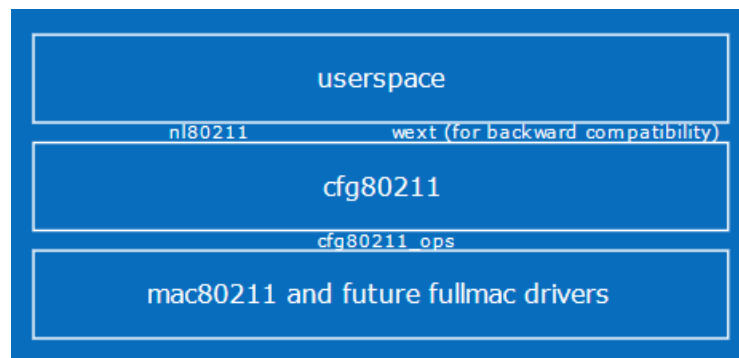 userspace
nl80211 wext (for backward compatibility)
cfg80211
cfg80211_ops
mac80211 and future fullmac drivers